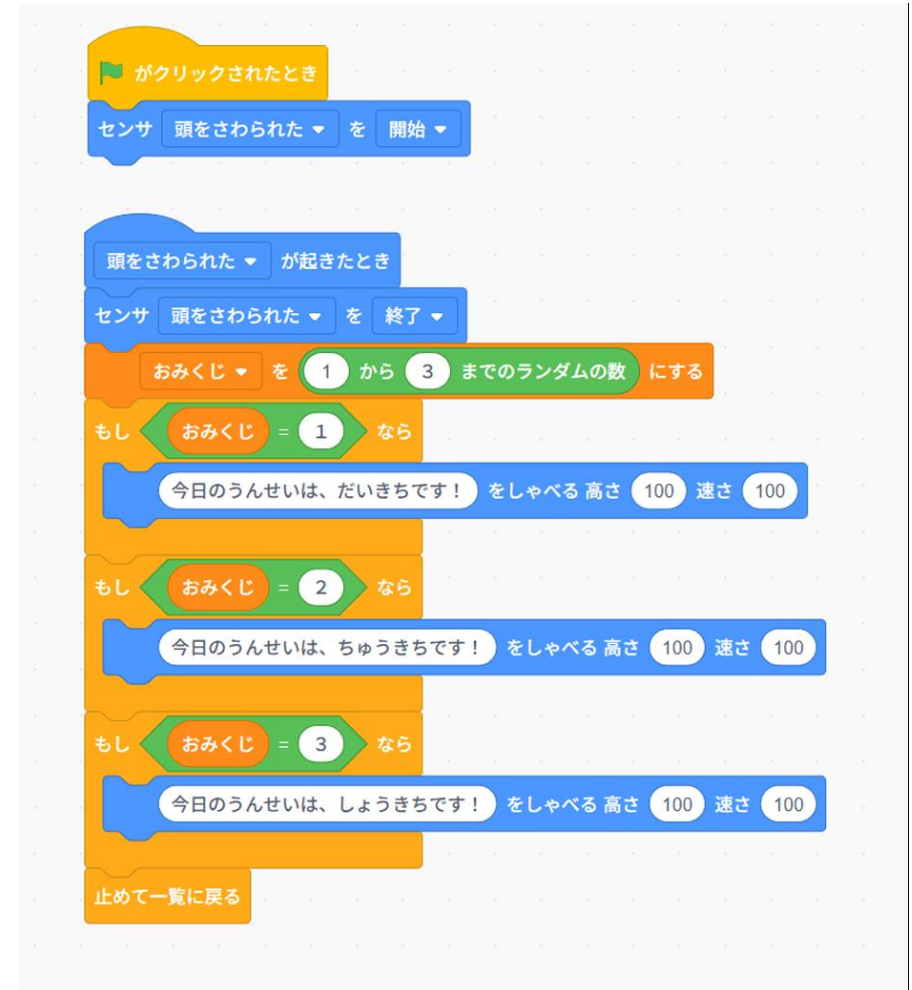 がクリックされたとき
センサ 頭をさわられた を 開始
頭をさわられた が起きたとき
センサ 頭をさわられた を 終了
おみくじ を 1 から 3 までのランダムの数 にする
もし おみくじ = 1 なら
今日のうんせいは、だいきちです！ をしゃべる 高さ 100 速さ 100
もし おみくじ = 2 なら
今日のうんせいは、ちゅうきちです！ をしゃべる 高さ 100 速さ 100
もし おみくじ = 3 なら
今日のうんせいは、しょうきちです！ をしゃべる 高さ 100 速さ 100
止めて一覧に戻る